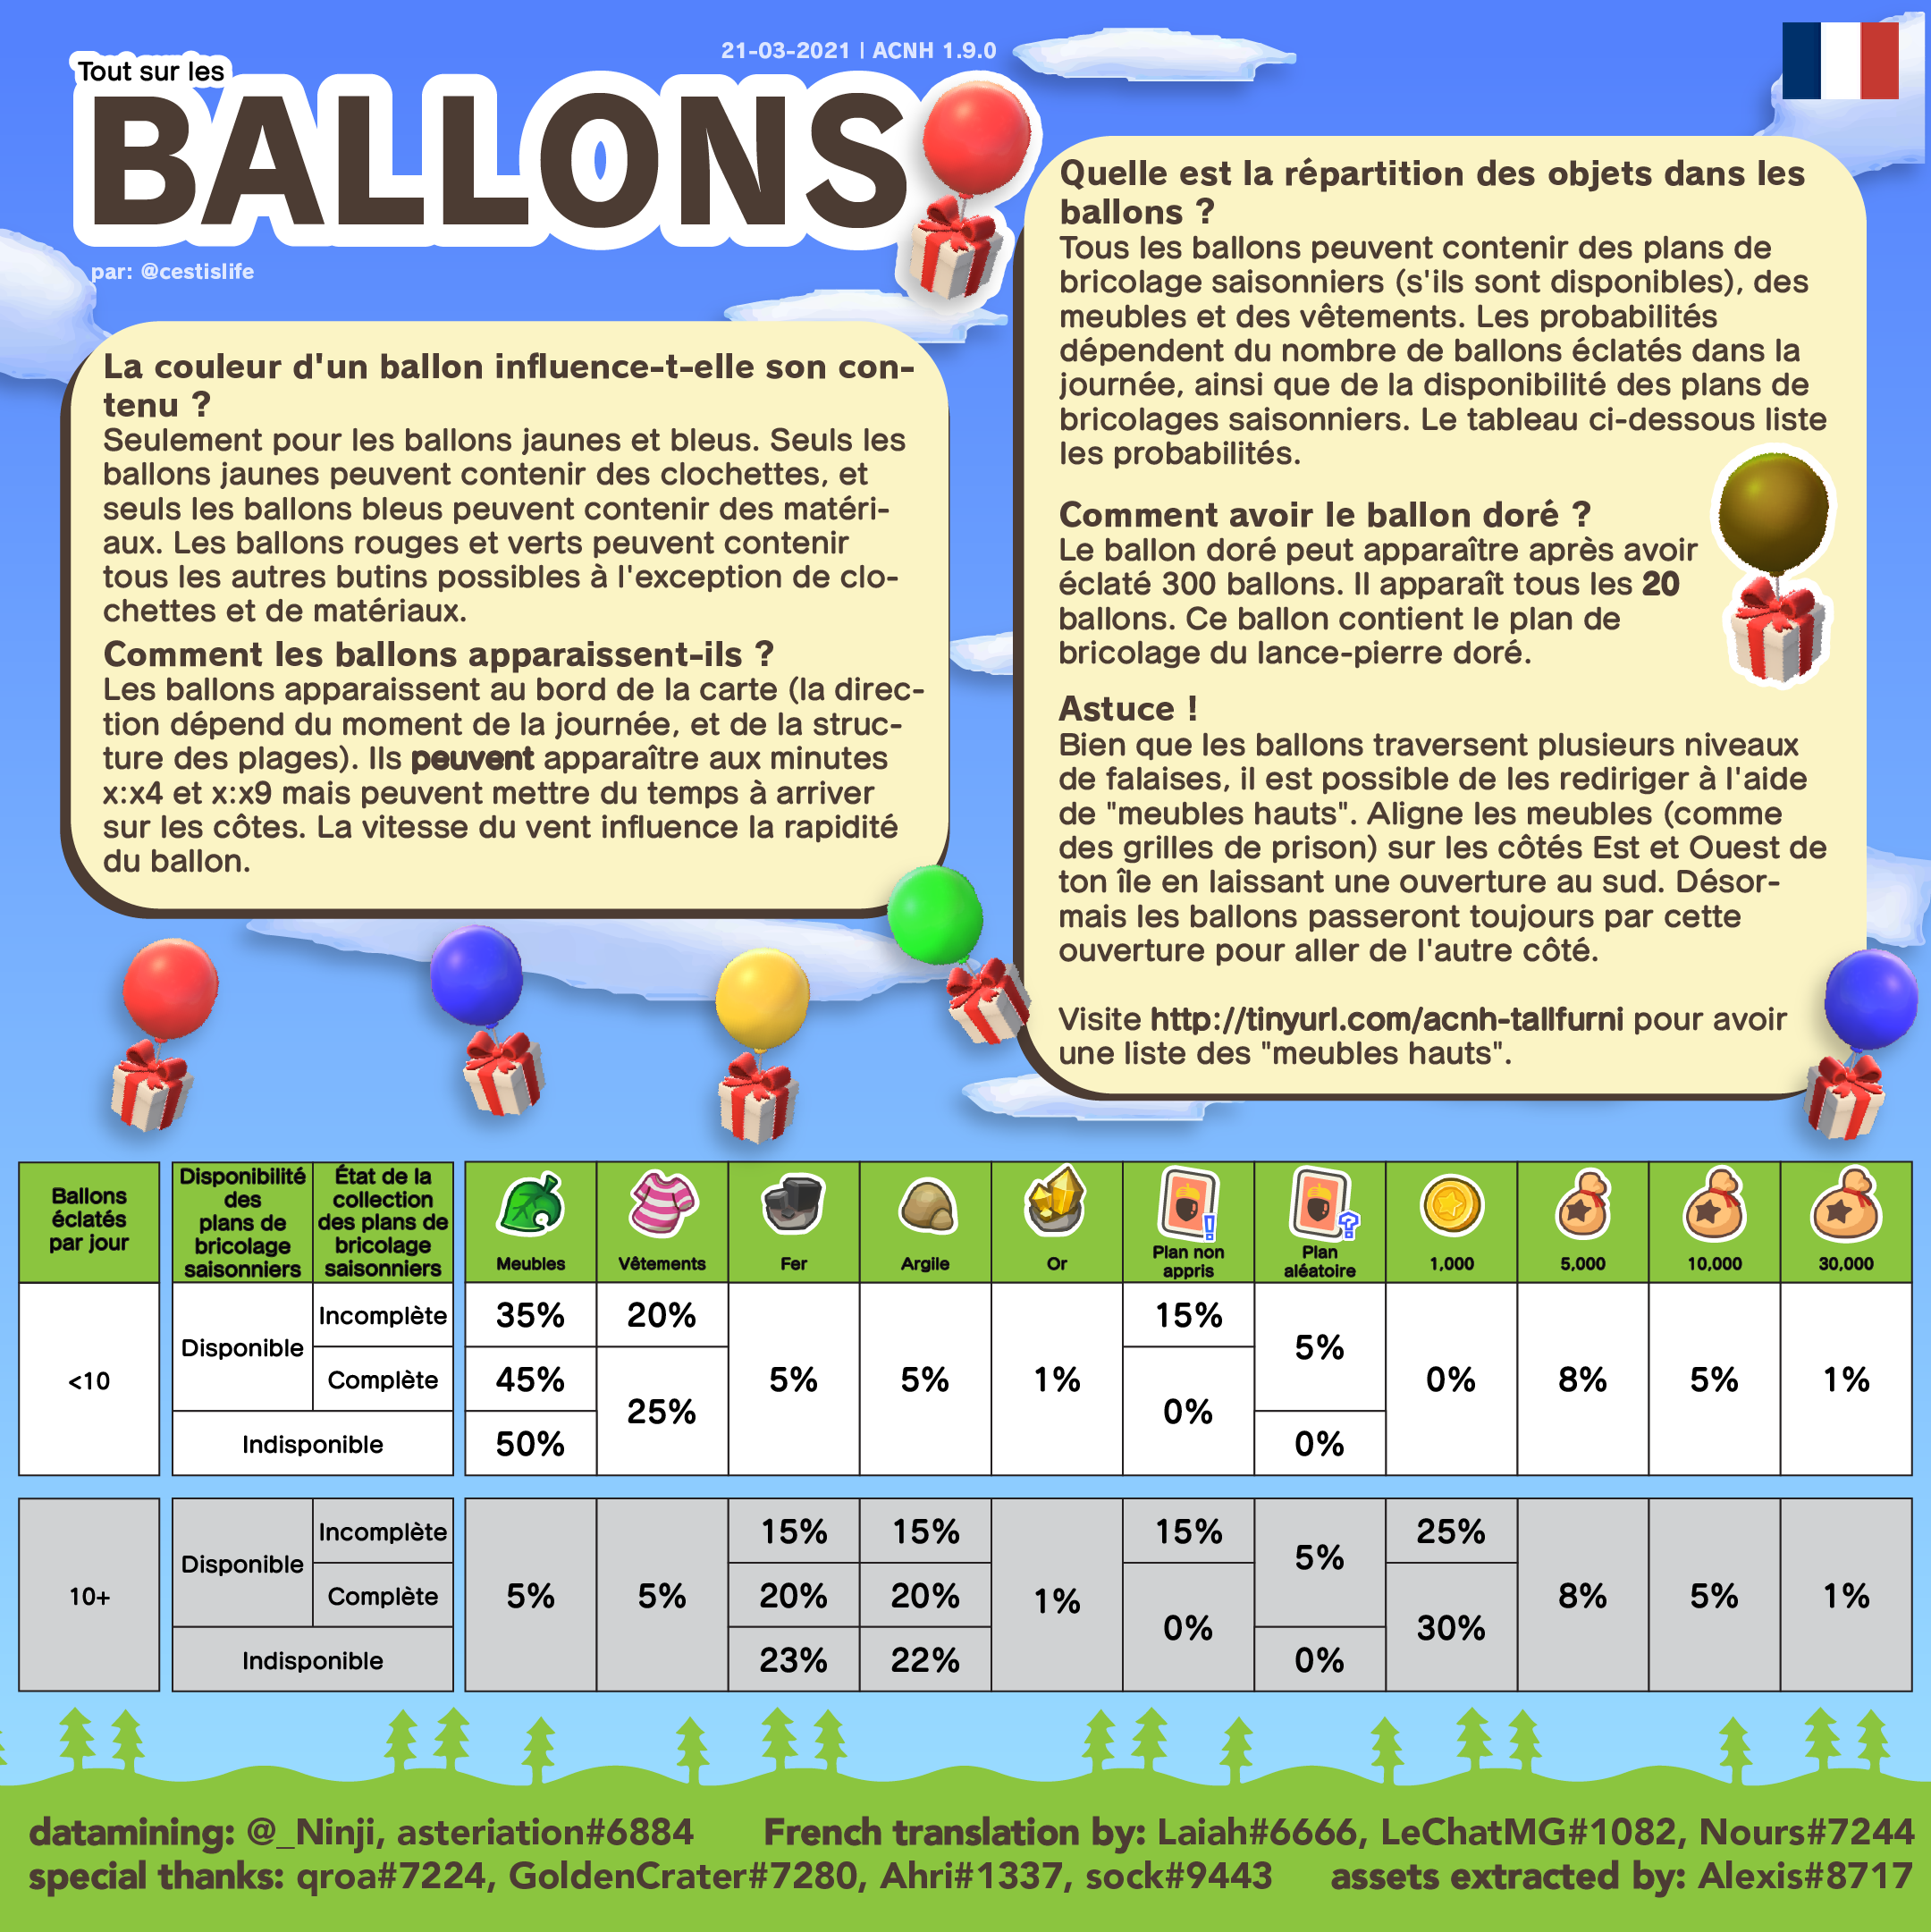 21-03-2021 | ACNH 1.9.0
Tout sur les
BALLONS
par: @cestislife
La couleur d'un ballon influence-t-elle son con-
tenu ?
Seulement pour les ballons jaunes et bleus. Seuls les
ballons jaunes peuvent contenir des clochettes, et
seuls les ballons bleus peuvent contenir des matéri-
aux. Les ballons rouges et verts peuvent contenir
tous les autres butins possibles à l'exception de clo-
chettes et de matériaux.
Comment les ballons apparaissent-ils ?
Les ballons apparaissent au bord de la carte (la direc-
tion dépend du moment de la journée, et de la struc-
ture des plages). Ils peuvent apparaître aux minutes
x:x4 et x:x9 mais peuvent mettre du temps à arriver
sur les côtes. La vitesse du vent influence la rapidité
du ballon.
Quelle est la répartition des objets dans les
ballons ?
Tous les ballons peuvent contenir des plans de
bricolage saisonniers (s'ils sont disponibles), des
meubles et des vêtements. Les probabilités
dépendent du nombre de ballons éclatés dans la
journée, ainsi que de la disponibilité des plans de
bricolages saisonniers. Le tableau ci-dessous liste
les probabilités.
Comment avoir le ballon doré ?
Le ballon doré peut apparaître après avoir
éclaté 300 ballons. Il apparaît tous les 20
ballons. Ce ballon contient le plan de
bricolage du lance-pierre doré.
Astuce !
Bien que les ballons traversent plusieurs niveaux
de falaises, il est possible de les rediriger à l'aide
de "meubles hauts". Aligne les meubles (comme
des grilles de prison) sur les côtés Est et Ouest de
ton île en laissant une ouverture au sud. Désor-
mais les ballons passeront toujours par cette
ouverture pour aller de l'autre côté.
Visite http://tinyurl.com/acnh-tallfurni pour avoir
une liste des "meubles hauts".
Ballons
éclatés
par jour
Disponibilité
des
plans de
bricolage
saisonniers
État de la
collection
des plans de
bricolage
saisonniers
Meubles
Vêtements
Fer
Argile
Or
Plan non
appris
Plan
aléatoire
1,000
5,000
10,000
30,000
<10
Disponible
Incomplète
Complète
Indisponible
35%
45%
50%
20%
25%
5%
5%
1%
15%
0%
5%
0%
0%
8%
5%
1%
10+
Disponible
Incomplète
Complète
Indisponible
5%
5%
15%
20%
23%
15%
20%
22%
1%
15%
0%
5%
0%
25%
30%
8%
5%
1%
datamining: @_Ninji, asteriation#6884 French translation by: Laiah#6666, LeChatMG#1082, Nours#7244
special thanks: qroa#7224, GoldenCrater#7280, Ahri#1337, sock#9443 assets extracted by: Alexis#8717